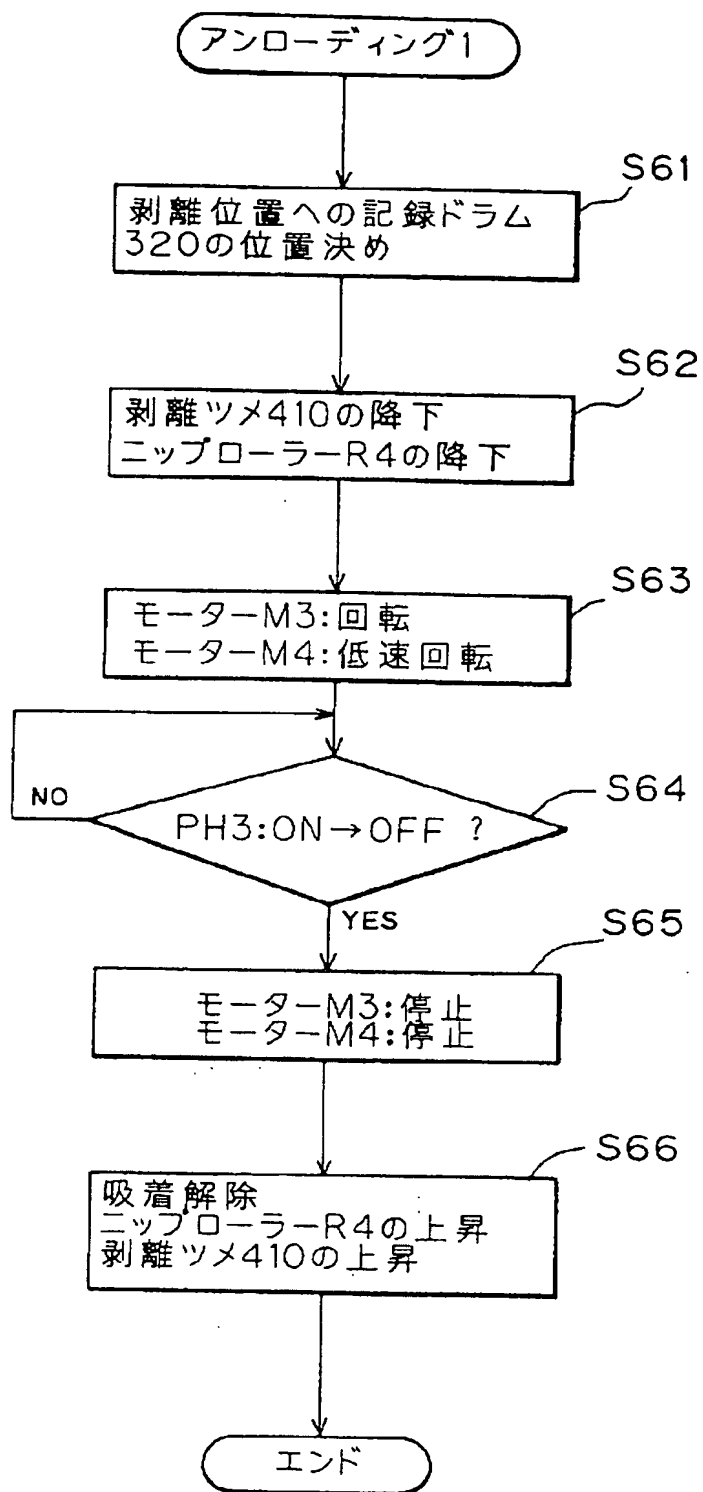 アンローディング1
S61
剥離位置への記録ドラム
320の位置決め
S62
剥離ツメ410の降下
ニップローラーR4の降下
S63
モーターM3:回転
モーターM4:低速回転
NO
PH3:ON→OFF ?
S64
YES
S65
モーターM3:停止
モーターM4:停止
S66
吸着解除
ニップローラーR4の上昇
剥離ツメ410の上昇
エンド